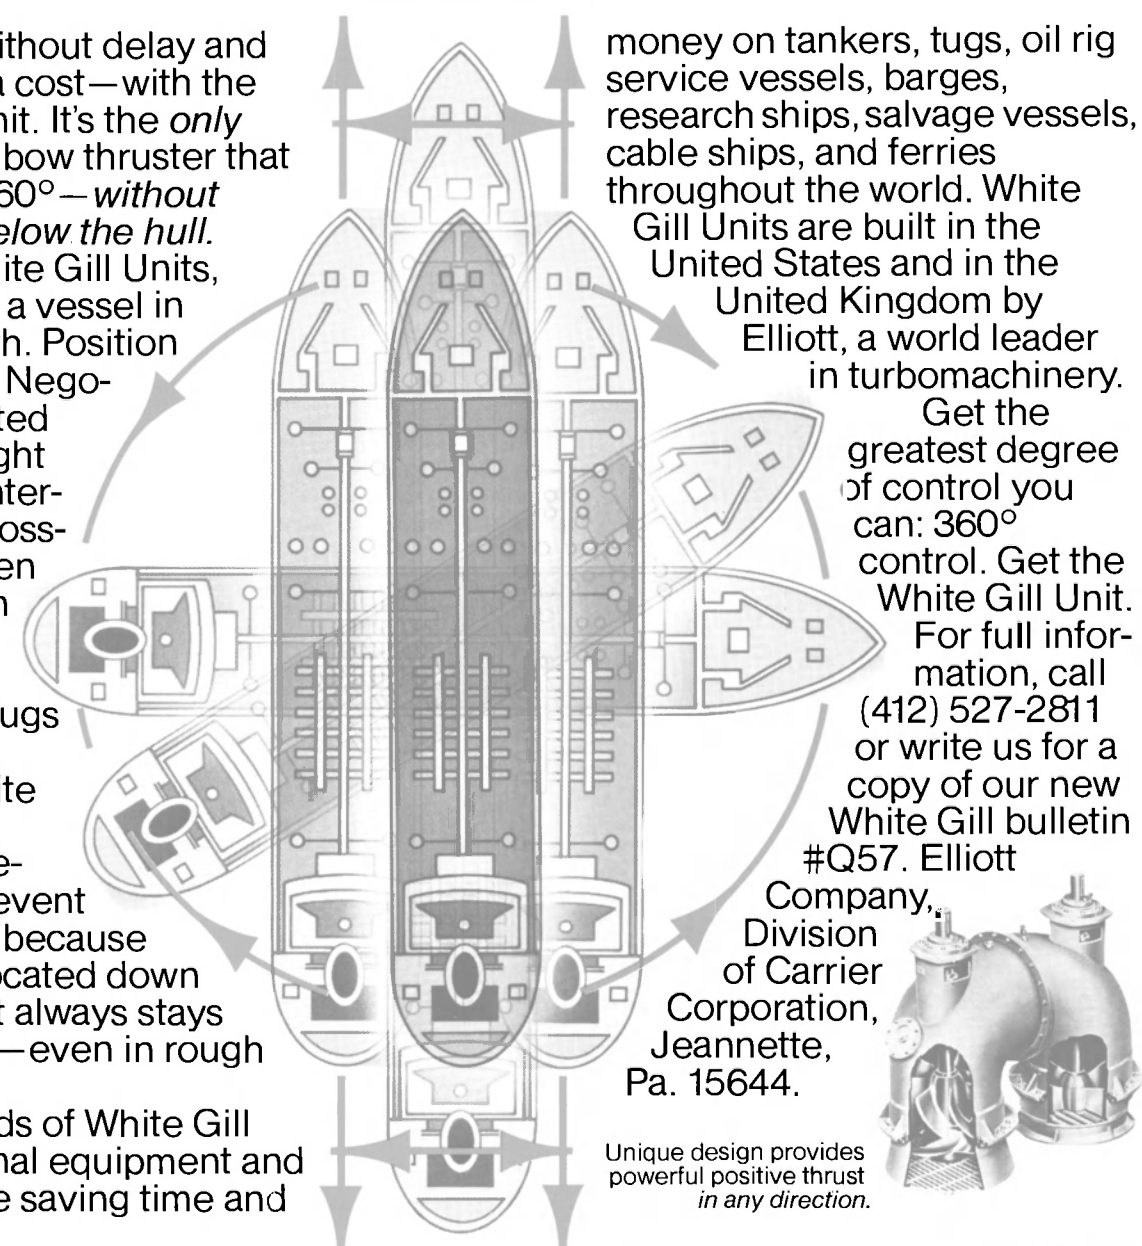 ithout delay and
a cost—with the
nit. It's the only
bow thruster that
60°—without
elow the hull.
ite Gill Units,
a vessel in
h. Position
Nego-
ted
ght
nter-
oss-
en
n
ugs
ite
e-
event
because
ocated down
t always stays
—even in rough
ds of White Gill
nal equipment and
e saving time and
money on tankers, tugs, oil rig
service vessels, barges,
research ships, salvage vessels,
cable ships, and ferries
throughout the world. White
Gill Units are built in the
United States and in the
United Kingdom by
Elliott, a world leader
in turbomachinery.
Get the
greatest degree
of control you
can: 360°
control. Get the
White Gill Unit.
For full infor-
mation, call
(412) 527-2811
or write us for a
copy of our new
White Gill bulletin
#Q57. Elliott
Company,
Division
of Carrier
Corporation,
Jeannette,
Pa. 15644.
Unique design provides
powerful positive thrust
in any direction.